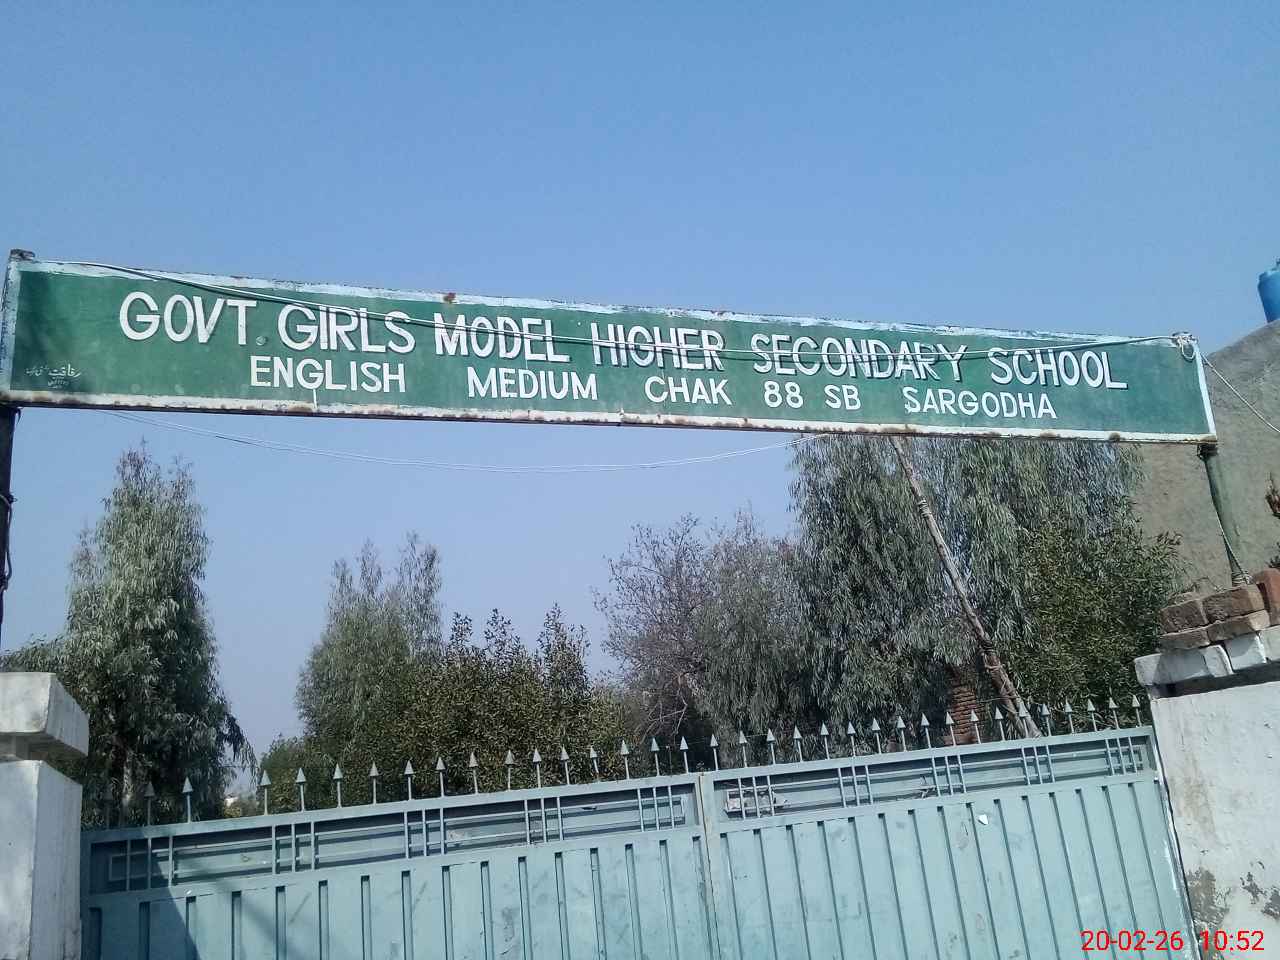 GOVT. GIRLS MODEL HIGHER SECONDARY SCHOOL
ENGLISH MEDIUM CHAK 88 SB SARGODHA
20-02-26 10:52